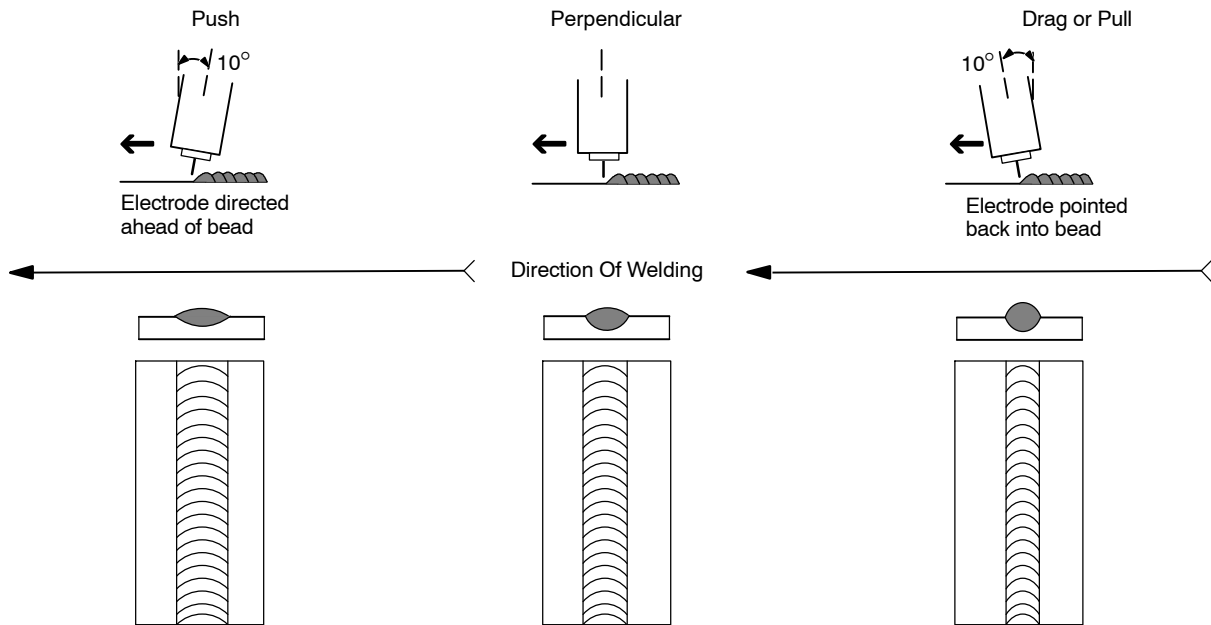 Push
Perpendicular
Drag or Pull
10°
10°
Electrode directed
ahead of bead
Electrode pointed
back into bead
Direction Of Welding